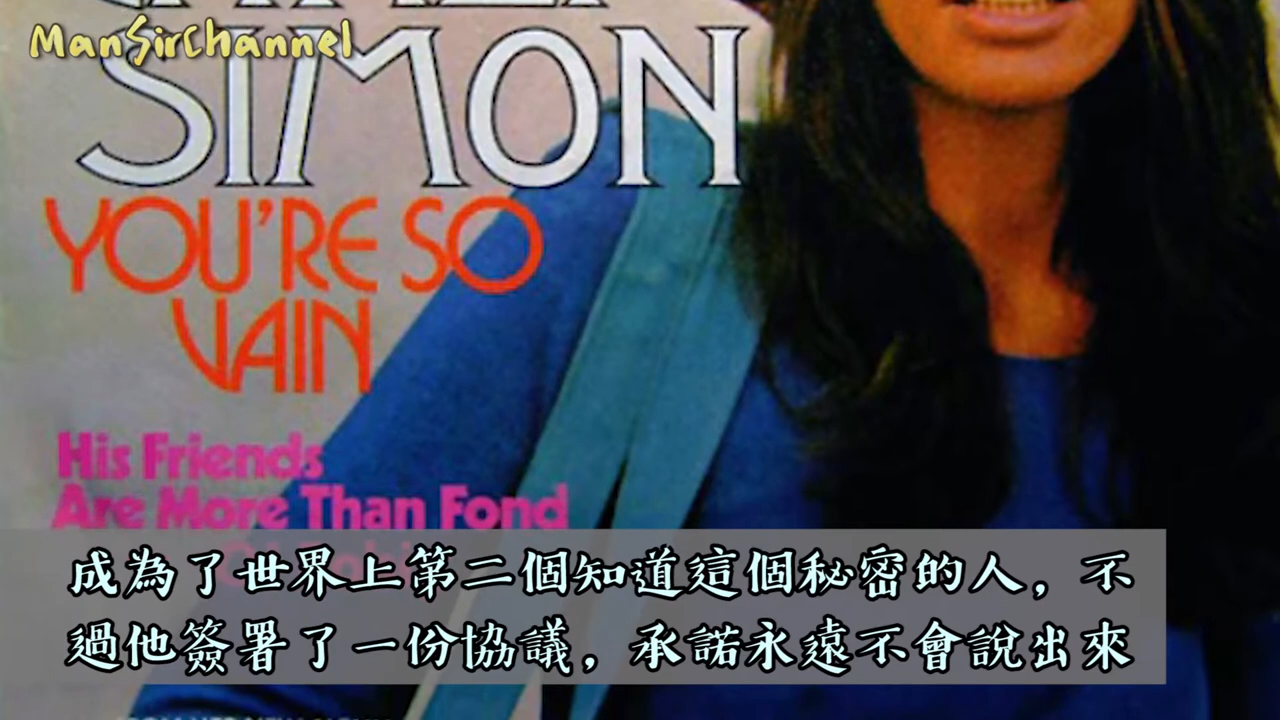 ManSirChannel
SIMON
YOU'RE SO
VAIN
His Friends
Are More Than Fond
成為了世界上第二個知道這個秘密的人，不
過他簽署了一份協議，承諾永遠不會說出來